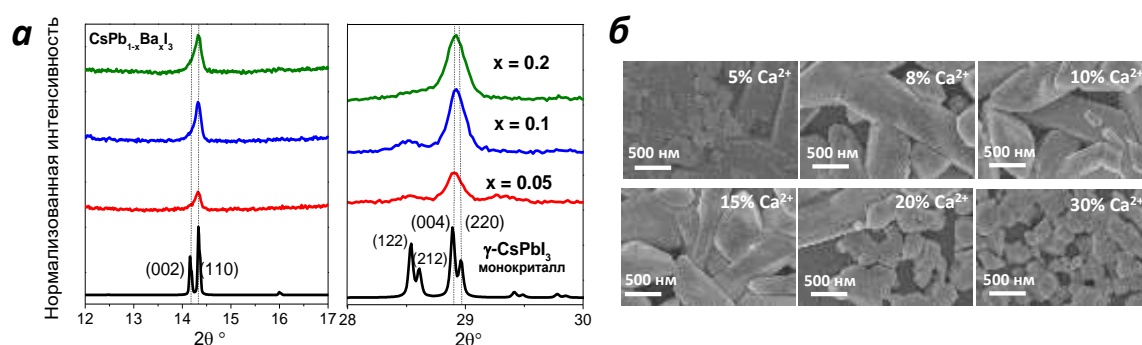 а
Нормализованная интенсивность
CsPb1-xBaxI3
(002)
(110)
12 13 14 15 16 17
2θ °
x = 0.2
x = 0.1
x = 0.05
(004)
(220)
(122)
(212)
γ-CsPbI3
монокриталл
28 29 30
2θ °
б
5% Ca2+
500 нм
8% Ca2+
500 нм
10% Ca2+
500 нм
15% Ca2+
500 нм
20% Ca2+
500 нм
30% Ca2+
500 нм